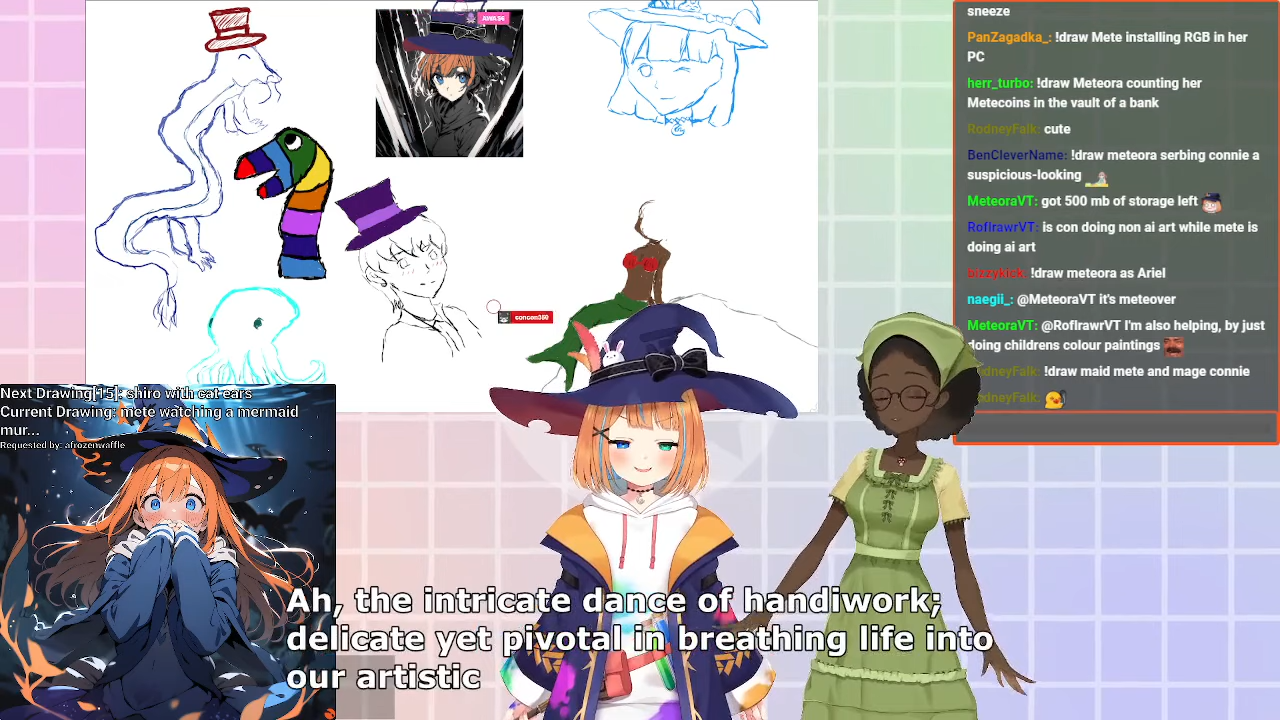 AWASE
concon350
sneeze
PanZagadka_: !draw Mete installing RGB in her
PC
herr_turbo: !draw Meteora counting her
Metecoins in the vault of a bank
RodneyFalk: cute
BenCleverName: !draw meteora serbing connie a
suspicious-looking
MeteoraVT: got 500 mb of storage left
RoflrawrVT: is con doing non ai art while mete is
doing ai art
bizzykick: !draw meteora as Ariel
naegii_: @MeteoraVT it's meteover
MeteoraVT: @RoflrawrVT I'm also helping, by just
doing childrens colour paintings
dneyFalk: !draw maid mete and mage connie
dneyFalk:
Next Drawing[15]: shiro with cat ears
Current Drawing: mete watching a mermaid
mur...
Requested by: afrozenwaffle
Ah, the intricate dance of handiwork;
delicate yet pivotal in breathing life into
our artistic